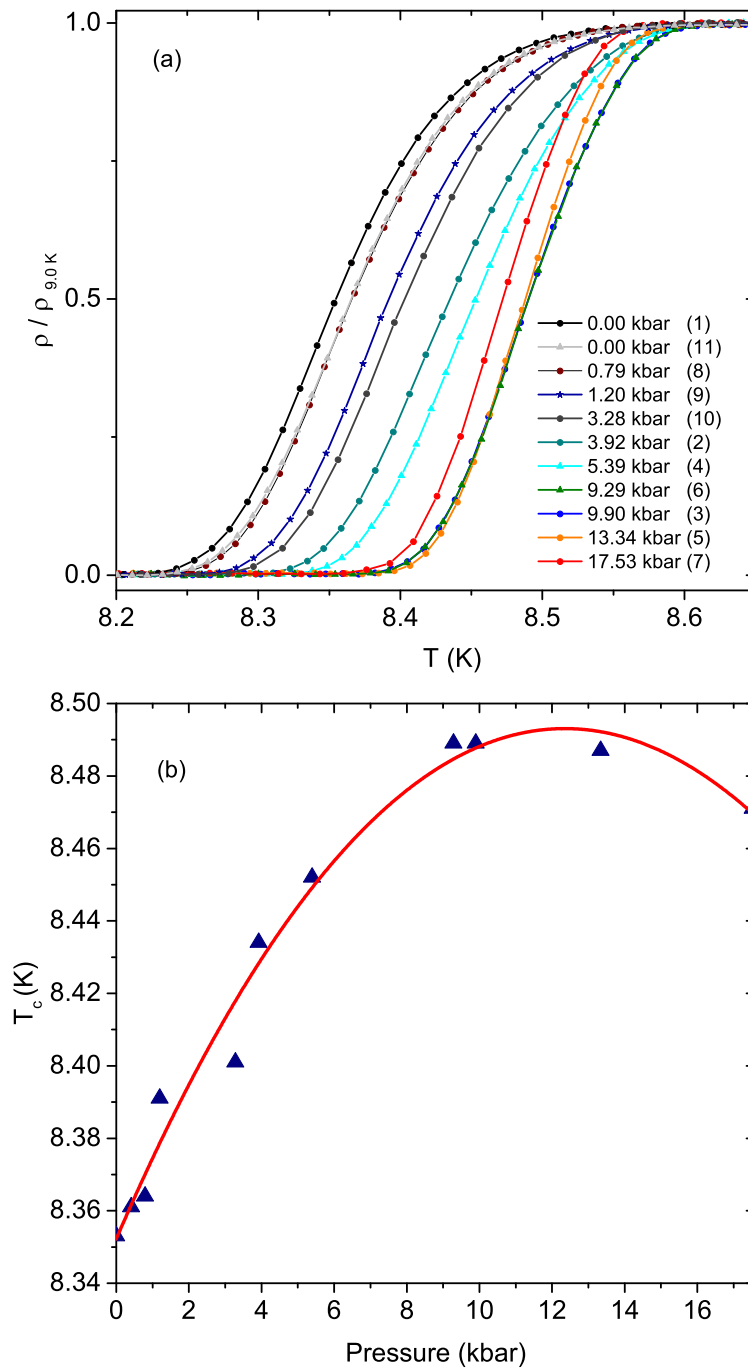 (a)
1.0
0.5
0.0
ρ / ρ 9.0 K
0.00 kbar (1)
0.00 kbar (11)
0.79 kbar (8)
1.20 kbar (9)
3.28 kbar (10)
3.92 kbar (2)
5.39 kbar (4)
9.29 kbar (6)
9.90 kbar (3)
13.34 kbar (5)
17.53 kbar (7)
8.2 8.3 8.4 8.5 8.6
T (K)
(b)
8.50
8.48
8.46
8.44
8.42
8.40
8.38
8.36
8.34
Tc (K)
0 2 4 6 8 10 12 14 16
Pressure (kbar)